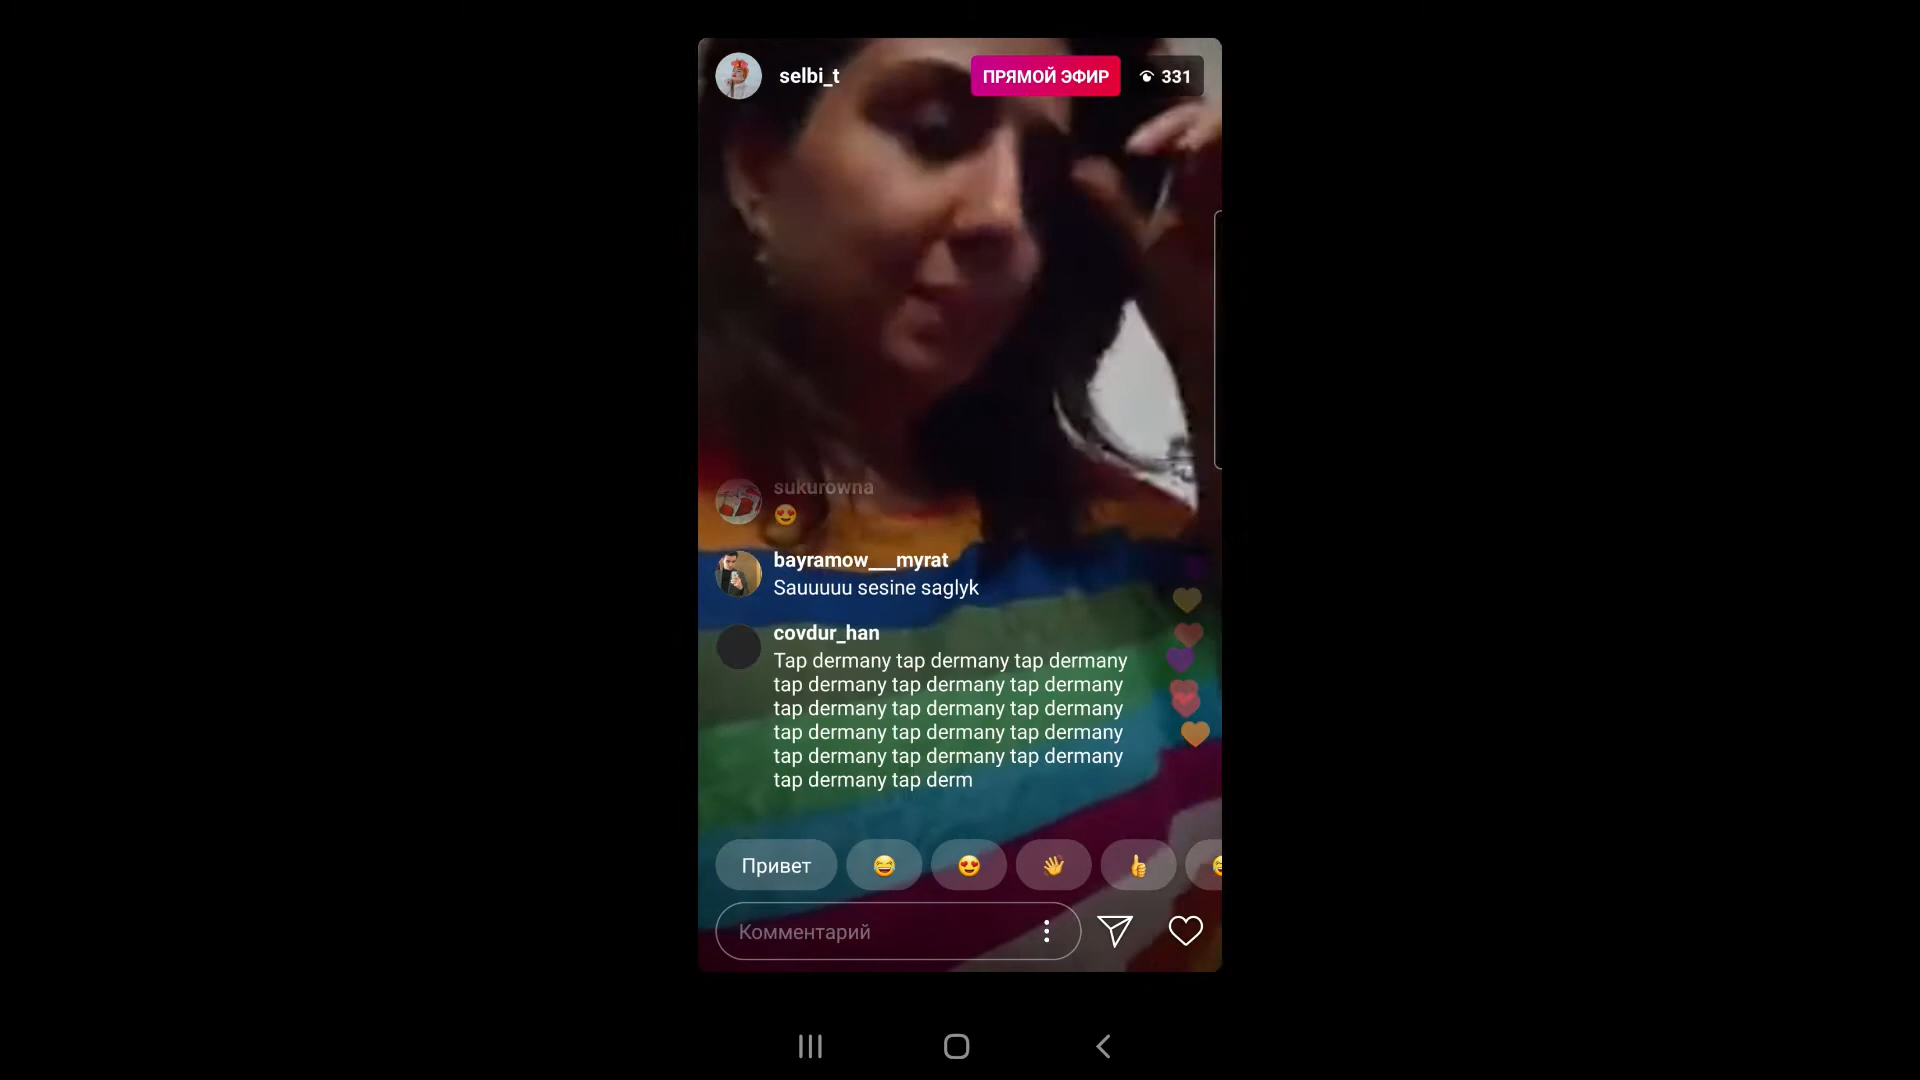 selbi_t
ПРЯМОЙ ЭФИР
331
sukurowna
😍
bayramow___myrat
Sauuuuu sesine saglyk
covdur_han
Tap dermany tap dermany tap dermany
tap dermany tap dermany tap dermany
tap dermany tap dermany tap dermany
tap dermany tap dermany tap dermany
tap dermany tap dermany tap dermany
tap dermany tap derm
Привет 😂 😍 👋 👍
Комментарий